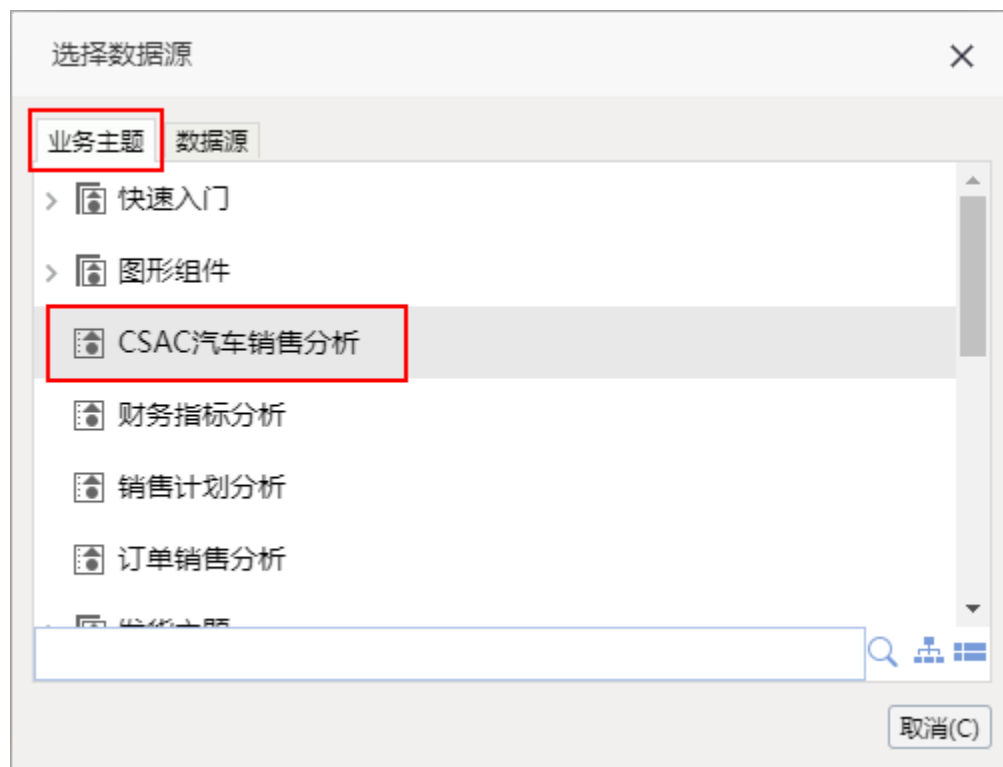 选择数据源
业务主题 数据源
快速入门
图形组件
CSAC汽车销售分析
财务指标分析
销售计划分析
订单销售分析
取消(C)